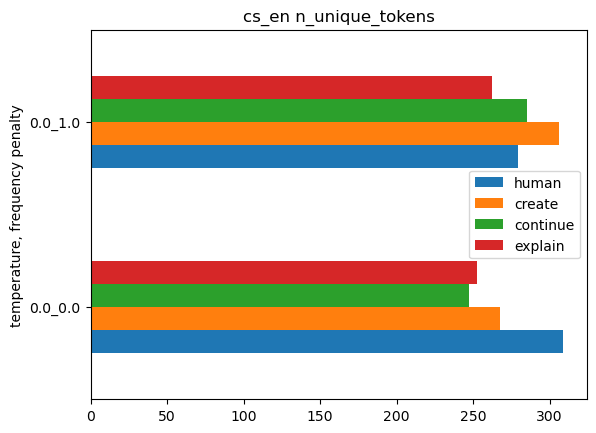 cs_en n_unique_tokens
temperature, frequency penalty
0.0_1.0
0.0_0.0
human
create
continue
explain
0
50
100
150
200
250
300